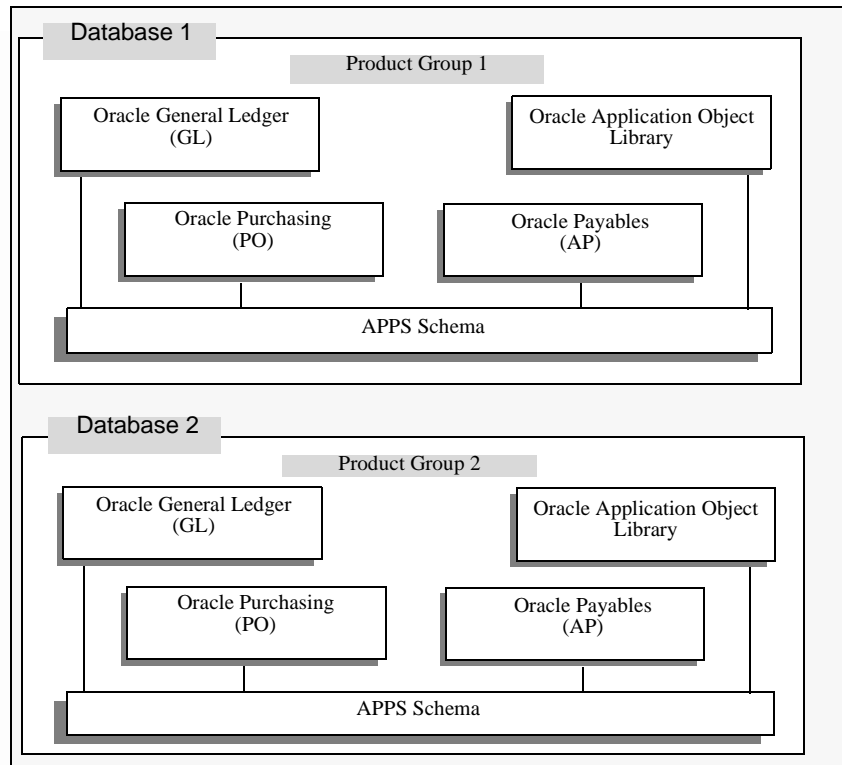 Database 1
Product Group 1
Oracle General Ledger
(GL)
Oracle Application Object
Library
Oracle Purchasing
(PO)
Oracle Payables
(AP)
APPS Schema
Database 2
Product Group 2
Oracle General Ledger
(GL)
Oracle Application Object
Library
Oracle Purchasing
(PO)
Oracle Payables
(AP)
APPS Schema